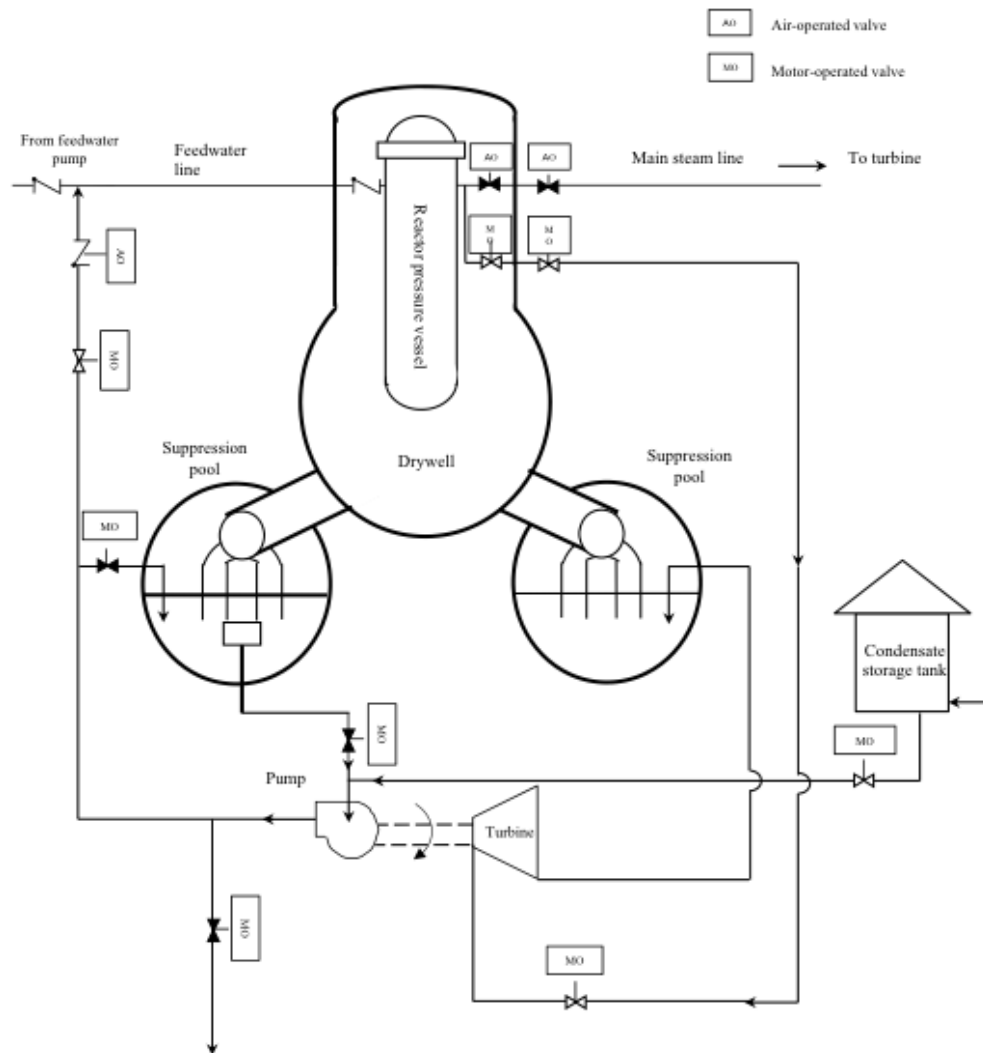 AO
Air-operated valve
MO
Motor-operated valve
From feedwater
pump
Feedwater
line
AO
AO
Main steam line
To turbine
Reactor pressure vessel
M
O
M
O
AO
MO
Suppression
pool
Drywell
Suppression
pool
MO
Condensate
storage tank
MO
MO
Pump
Turbine
MO
MO